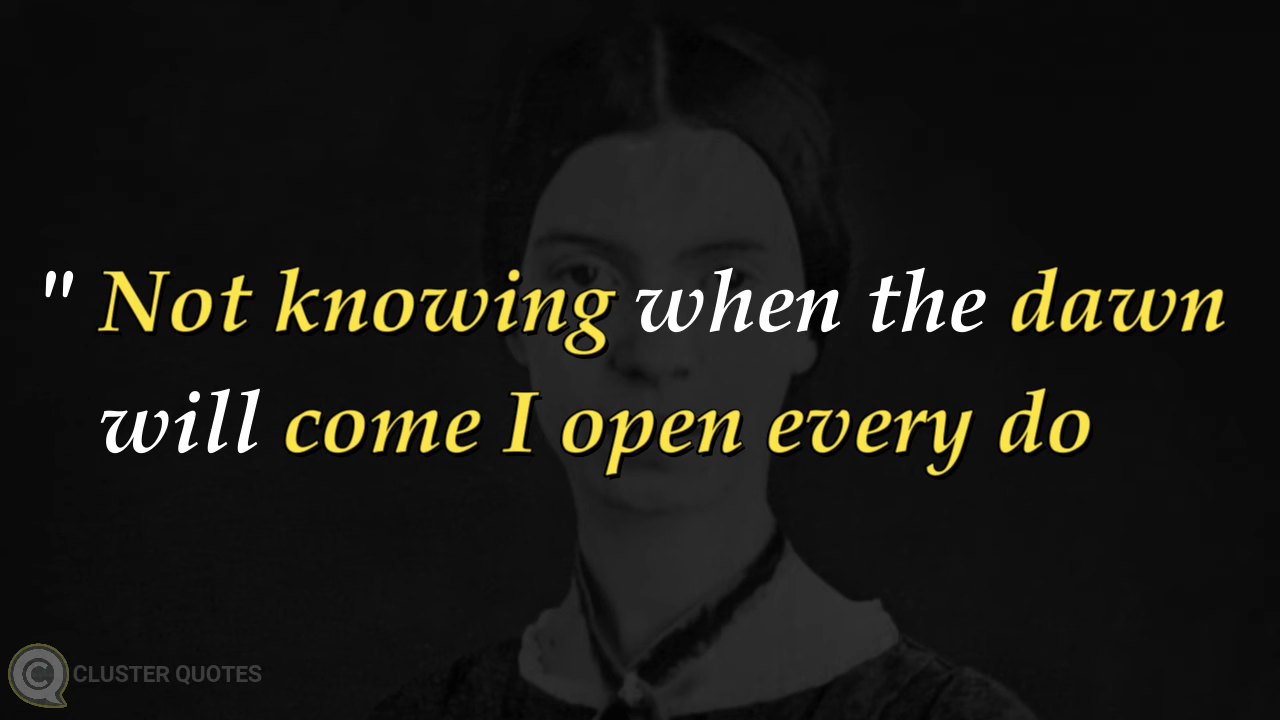 " Not knowing when the dawn
will come I open every do
CLUSTER QUOTES